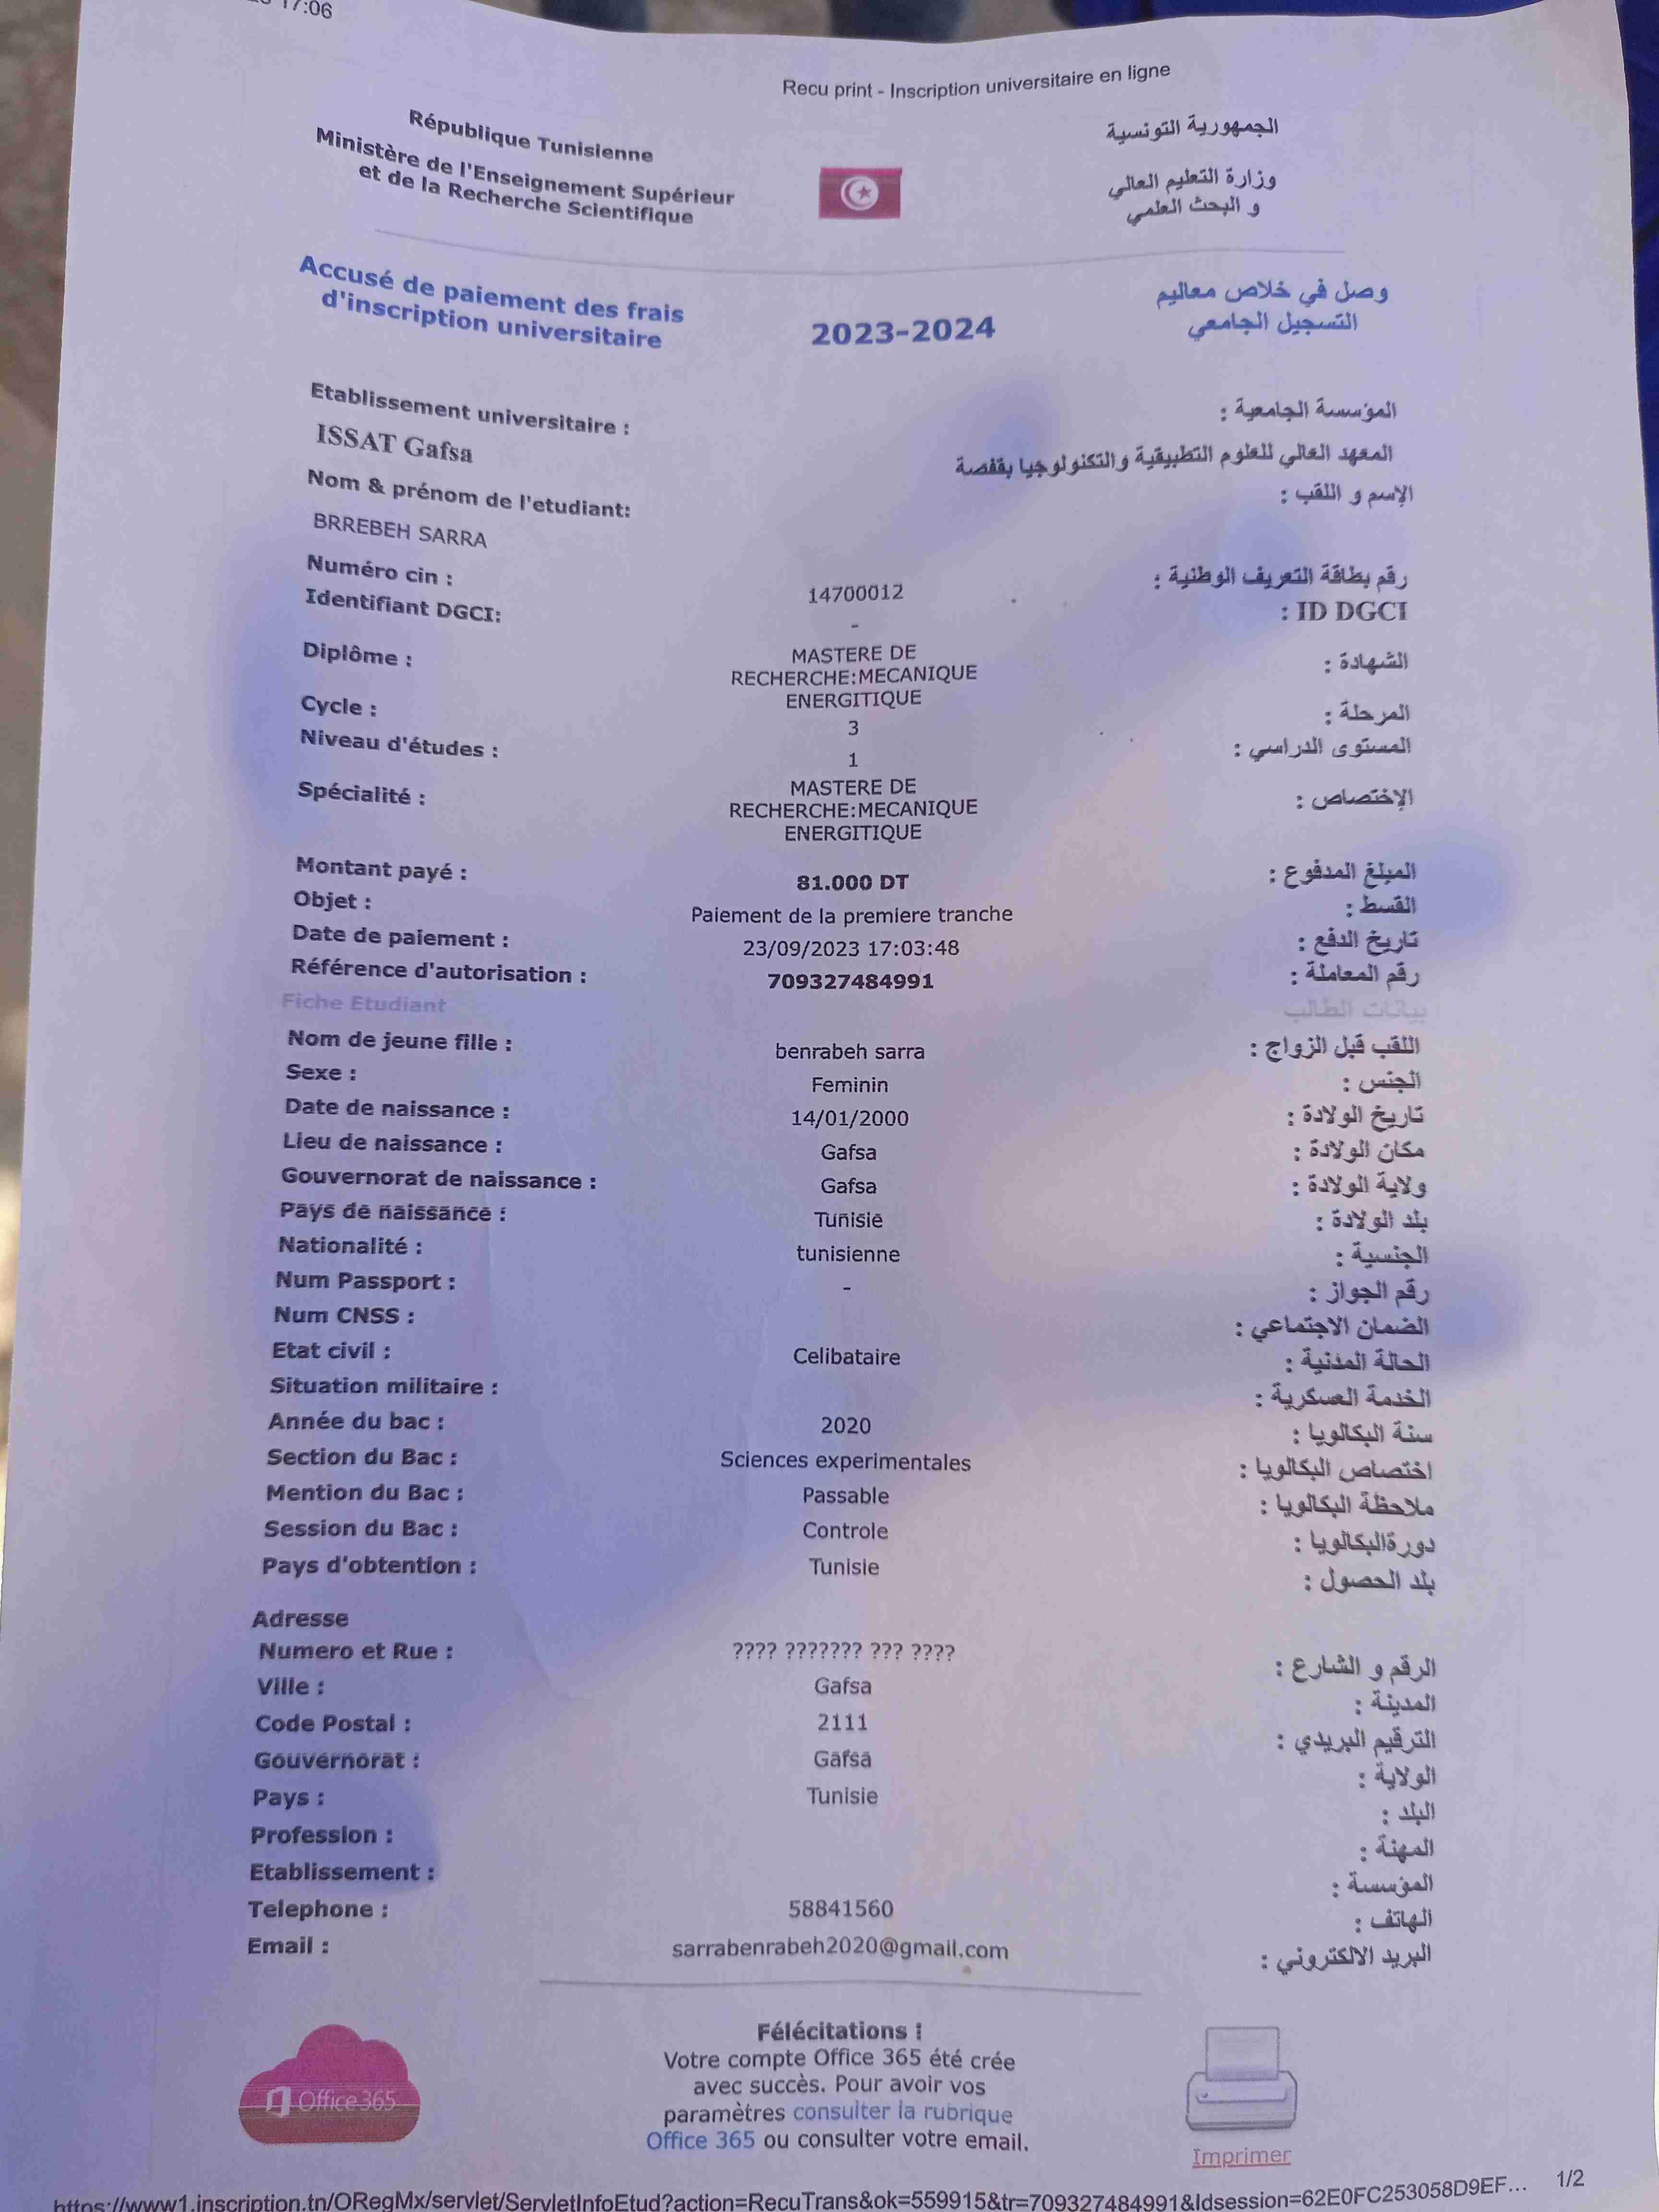 17:06
Recu print - Inscription universitaire en ligne
République Tunisienne
Ministère de l'Enseignement Supérieur
et de la Recherche Scientifique
الجمهورية التونسية
وزارة التعليم العالي
و البحث العلمي
Accusé de paiement des frais
d'inscription universitaire
2023-2024
وصل في خلاص معاليم
التسجيل الجامعي
Etablissement universitaire :
المؤسسة الجامعية :
ISSAT Gafsa
المعهد العالي للعلوم التطبيقية والتكنولوجيا بقفصة
Nom & prénom de l'etudiant:
الإسم و اللقب :
BRREBEH SARRA
Numéro cin : 14700012 رقم بطاقة التعريف الوطنية :
Identifiant DGCI: - : ID DGCI
Diplôme : MASTERE DE الشهادة :
RECHERCHE:MECANIQUE
ENERGITIQUE
Cycle : 3 المرحلة :
Niveau d'études : 1 المستوى الدراسي :
Spécialité : MASTERE DE الإختصاص :
RECHERCHE:MECANIQUE
ENERGITIQUE
Montant payé : 81.000 DT المبلغ المدفوع :
Objet : Paiement de la premiere tranche القسط :
Date de paiement : 23/09/2023 17:03:48 تاريخ الدفع :
Référence d'autorisation : 709327484991 رقم المعاملة :
Fiche Etudiant بيانات الطالب
Nom de jeune fille : benrabeh sarra اللقب قبل الزواج :
Sexe : Feminin الجنس :
Date de naissance : 14/01/2000 تاريخ الولادة :
Lieu de naissance : Gafsa مكان الولادة :
Gouvernorat de naissance : Gafsa ولاية الولادة :
Pays de naissance : Tunisie بلد الولادة :
Nationalité : tunisienne الجنسية :
Num Passport : - رقم الجواز :
Num CNSS : الضمان الاجتماعي :
Etat civil : Celibataire الحالة المدنية :
Situation militaire : الخدمة العسكرية :
Année du bac : 2020 سنة البكالويا :
Section du Bac : Sciences experimentales اختصاص البكالويا :
Mention du Bac : Passable ملاحظة البكالويا :
Session du Bac : Controle دورةالبكالويا :
Pays d'obtention : Tunisie بلد الحصول :
Adresse
Numero et Rue : ???? ??????? ??? ???? الرقم و الشارع :
Ville : Gafsa المدينة :
Code Postal : 2111 الترقيم البريدي :
Gouvernorat : Gafsa الولاية :
Pays : Tunisie البلد :
Profession : المهنة :
Etablissement : المؤسسة :
Telephone : 58841560 الهاتف :
Email : sarrabenrabeh2020@gmail.com البريد الالكتروني :
Office 365
Félécitations !
Votre compte Office 365 été crée
avec succès. Pour avoir vos
paramètres consulter la rubrique
Office 365 ou consulter votre email.
Imprimer
https://www1.inscription.tn/ORegMx/servlet/ServletInfoEtud?action=RecuTrans&ok=559915&tr=709327484991&Idsession=62E0FC253058D9EF... 1/2